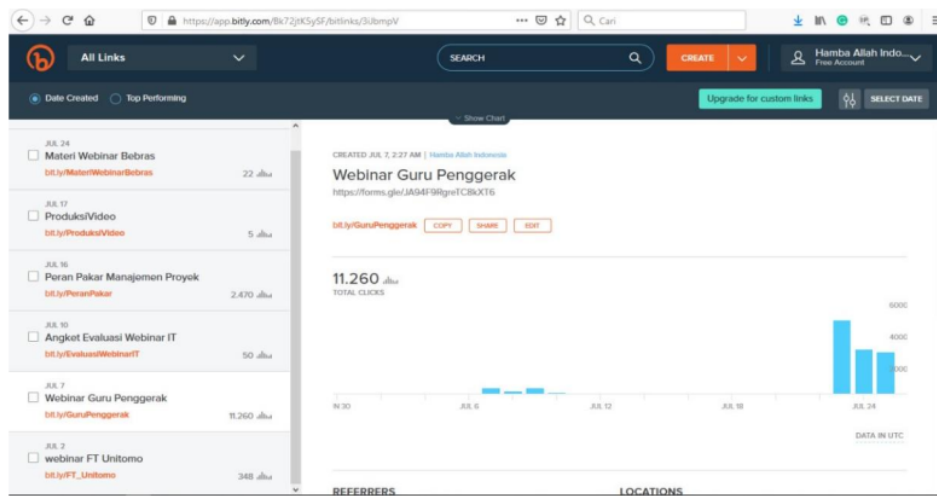 https://app.bitly.com/Bk72jtK5ySF/bitlinks/3iJbmpV
Cari
All Links
SEARCH
CREATE
Hamba Allah Indo...
Free Account
Date Created
Top Performing
Upgrade for custom links
SELECT DATE
Show Chart
JUL 24
Materi Webinar Bebras
bit.ly/MateriWebinarBebras
22
JUL 17
ProduksiVideo
bit.ly/ProduksiVideo
5
JUL 16
Peran Pakar Manajemen Proyek
bit.ly/PeranPakar
2.470
JUL 10
Angket Evaluasi Webinar IT
bit.ly/EvaluasiWebinarIT
50
JUL 7
Webinar Guru Penggerak
bit.ly/GuruPenggerak
11.260
JUL 2
webinar FT Unitomo
bit.ly/FT_Unitomo
348
CREATED JUL 7, 2:27 AM | Hamba Allah Indonesia
Webinar Guru Penggerak
https://forms.gle/JA94F9RgreTC8kXT6
bit.ly/GuruPenggerak COPY SHARE EDIT
11.260
TOTAL CLICKS
6000
4000
2000
N 30 JUL 6 JUL 12 JUL 18 JUL 24
DATA IN UTC
REFERRERS LOCATIONS